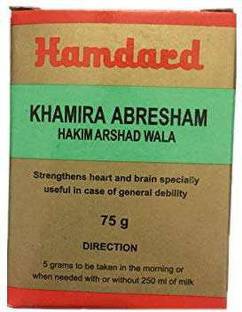 Hamdard
KHAMIRA ABRESHAM
HAKIM ARSHAD WALA
Strengthens heart and brain specially
useful in case of general debility
75 g
DIRECTION
5 grams to be taken in the morning or
when needed with or without 250 ml of milk